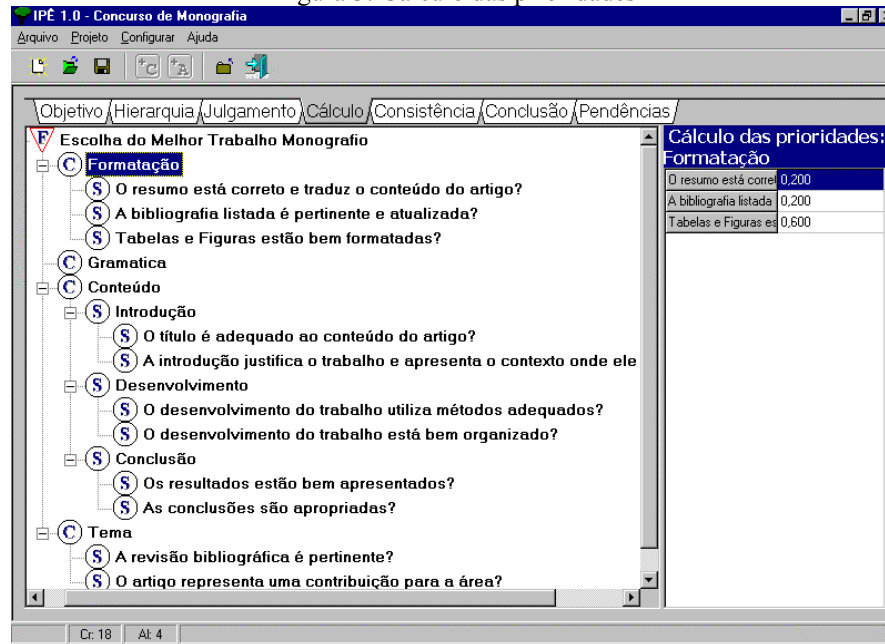 IPÊ 1.0 - Concurso de Monografia
Arquivo Projeto Configurar Ajuda
+C +A
Objetivo Hierarquia Julgamento Cálculo Consistência Conclusão Pendências
F Escolha do Melhor Trabalho Monografio
C Formatação
S O resumo está correto e traduz o conteúdo do artigo?
S A bibliografia listada é pertinente e atualizada?
S Tabelas e Figuras estão bem formatadas?
C Gramatica
C Conteúdo
S Introdução
S O título é adequado ao conteúdo do artigo?
S A introdução justifica o trabalho e apresenta o contexto onde ele
S Desenvolvimento
S O desenvolvimento do trabalho utiliza métodos adequados?
S O desenvolvimento do trabalho está bem organizado?
S Conclusão
S Os resultados estão bem apresentados?
S As conclusões são apropriadas?
C Tema
S A revisão bibliográfica é pertinente?
S O artigo representa uma contribuição para a área?
Cálculo das prioridades:
Formatação
O resumo está corret 0,200
A bibliografia listada 0,200
Tabelas e Figuras es 0,600
Cr: 18 Al: 4